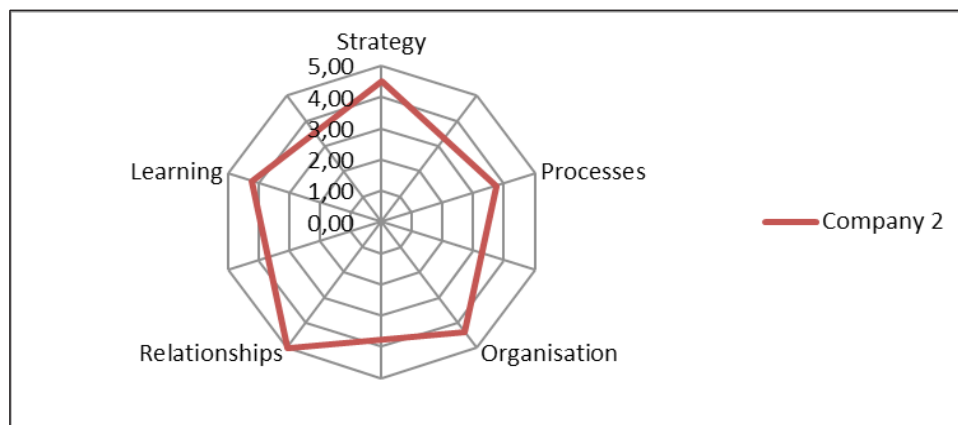 Strategy
5,00
4,00
3,00
2,00
1,00
0,00
Learning
Processes
Relationships
Organisation
Company 2